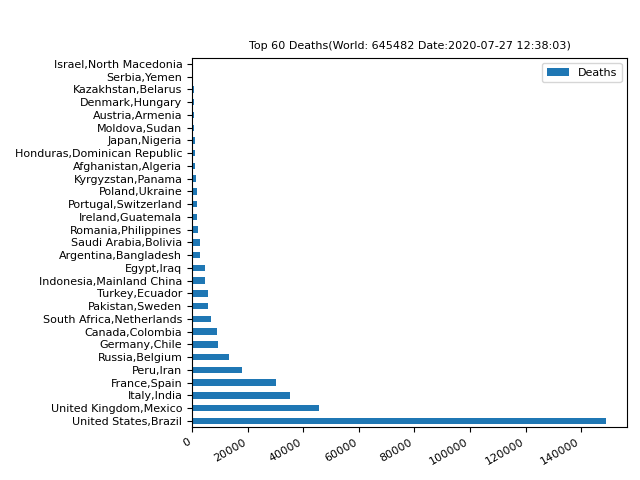 Top 60 Deaths(World: 645482 Date:2020-07-27 12:38:03)
Deaths
Israel,North Macedonia
Serbia,Yemen
Kazakhstan,Belarus
Denmark,Hungary
Austria,Armenia
Moldova,Sudan
Japan,Nigeria
Honduras,Dominican Republic
Afghanistan,Algeria
Kyrgyzstan,Panama
Poland,Ukraine
Portugal,Switzerland
Ireland,Guatemala
Romania,Philippines
Saudi Arabia,Bolivia
Argentina,Bangladesh
Egypt,Iraq
Indonesia,Mainland China
Turkey,Ecuador
Pakistan,Sweden
South Africa,Netherlands
Canada,Colombia
Germany,Chile
Russia,Belgium
Peru,Iran
France,Spain
Italy,India
United Kingdom,Mexico
United States,Brazil
0 20000 40000 60000 80000 100000 120000 140000